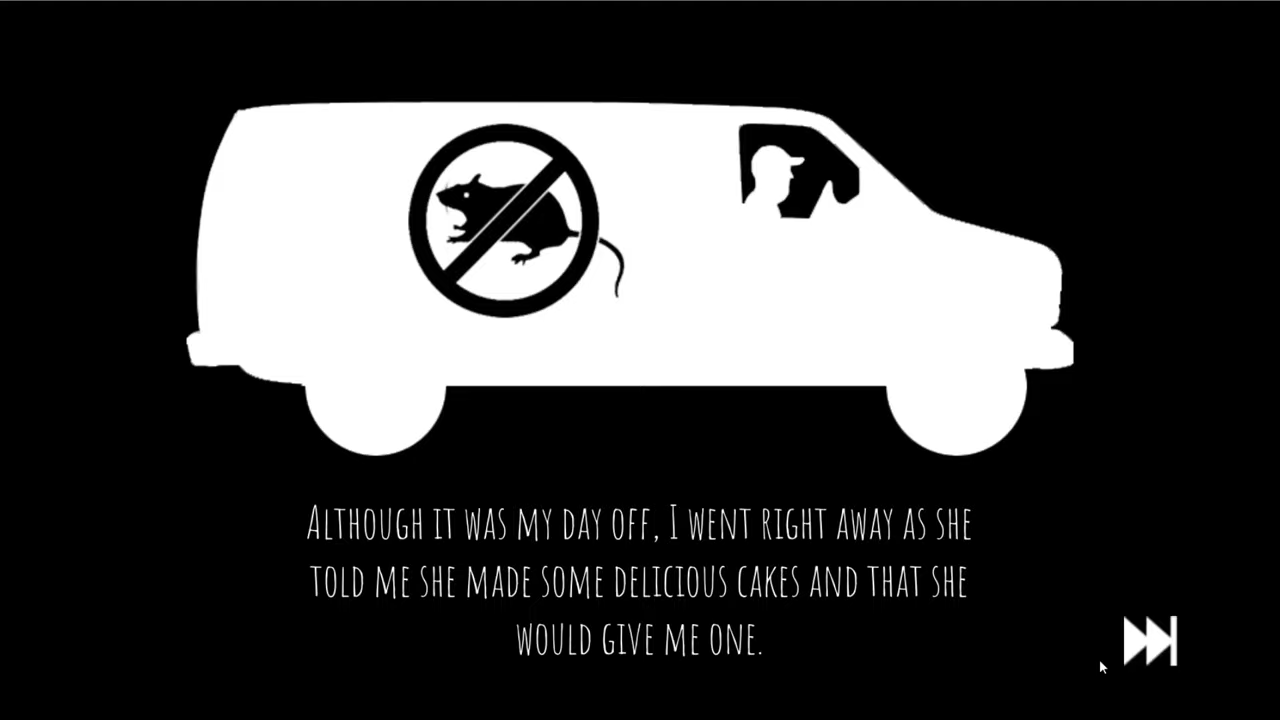 Although it was my day off, I went right away as she
told me she made some delicious cakes and that she
would give me one.